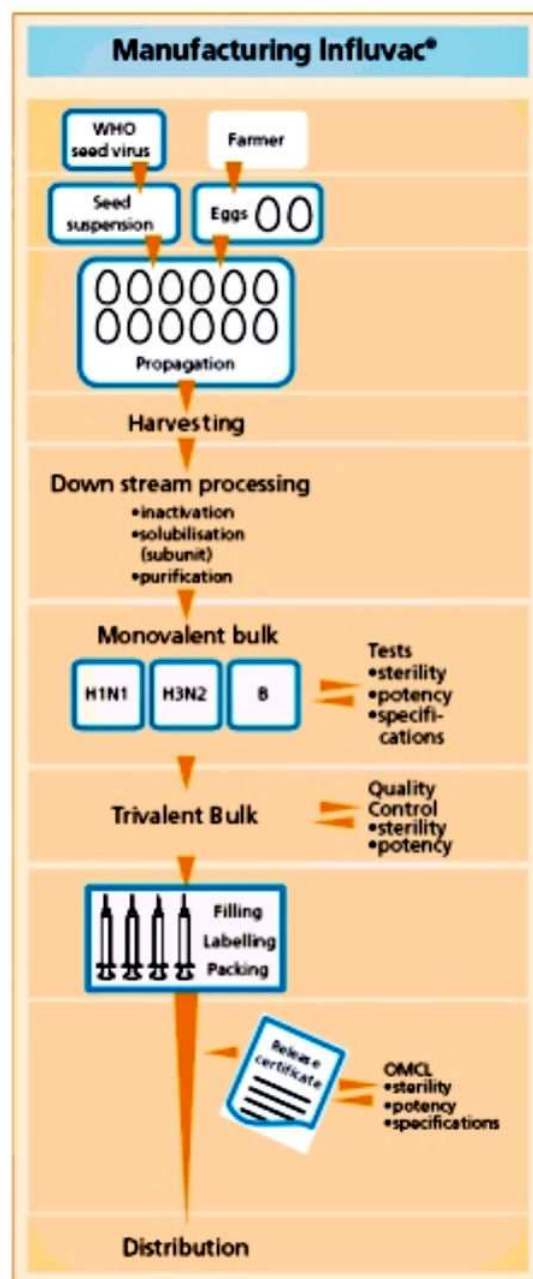 Manufacturing Influvac®
WHO
seed virus
Farmer
Seed
suspension
Eggs
Propagation
Harvesting
Down stream processing
•inactivation
•solubilisation
(subunit)
•purification
Monovalent bulk
H1N1
H3N2
B
Tests
•sterility
•potency
•specifi-
cations
Trivalent Bulk
Quality
Control
•sterility
•potency
Filling
Labelling
Packing
Release
certificate
OMCL
•sterility
•potency
•specifications
Distribution